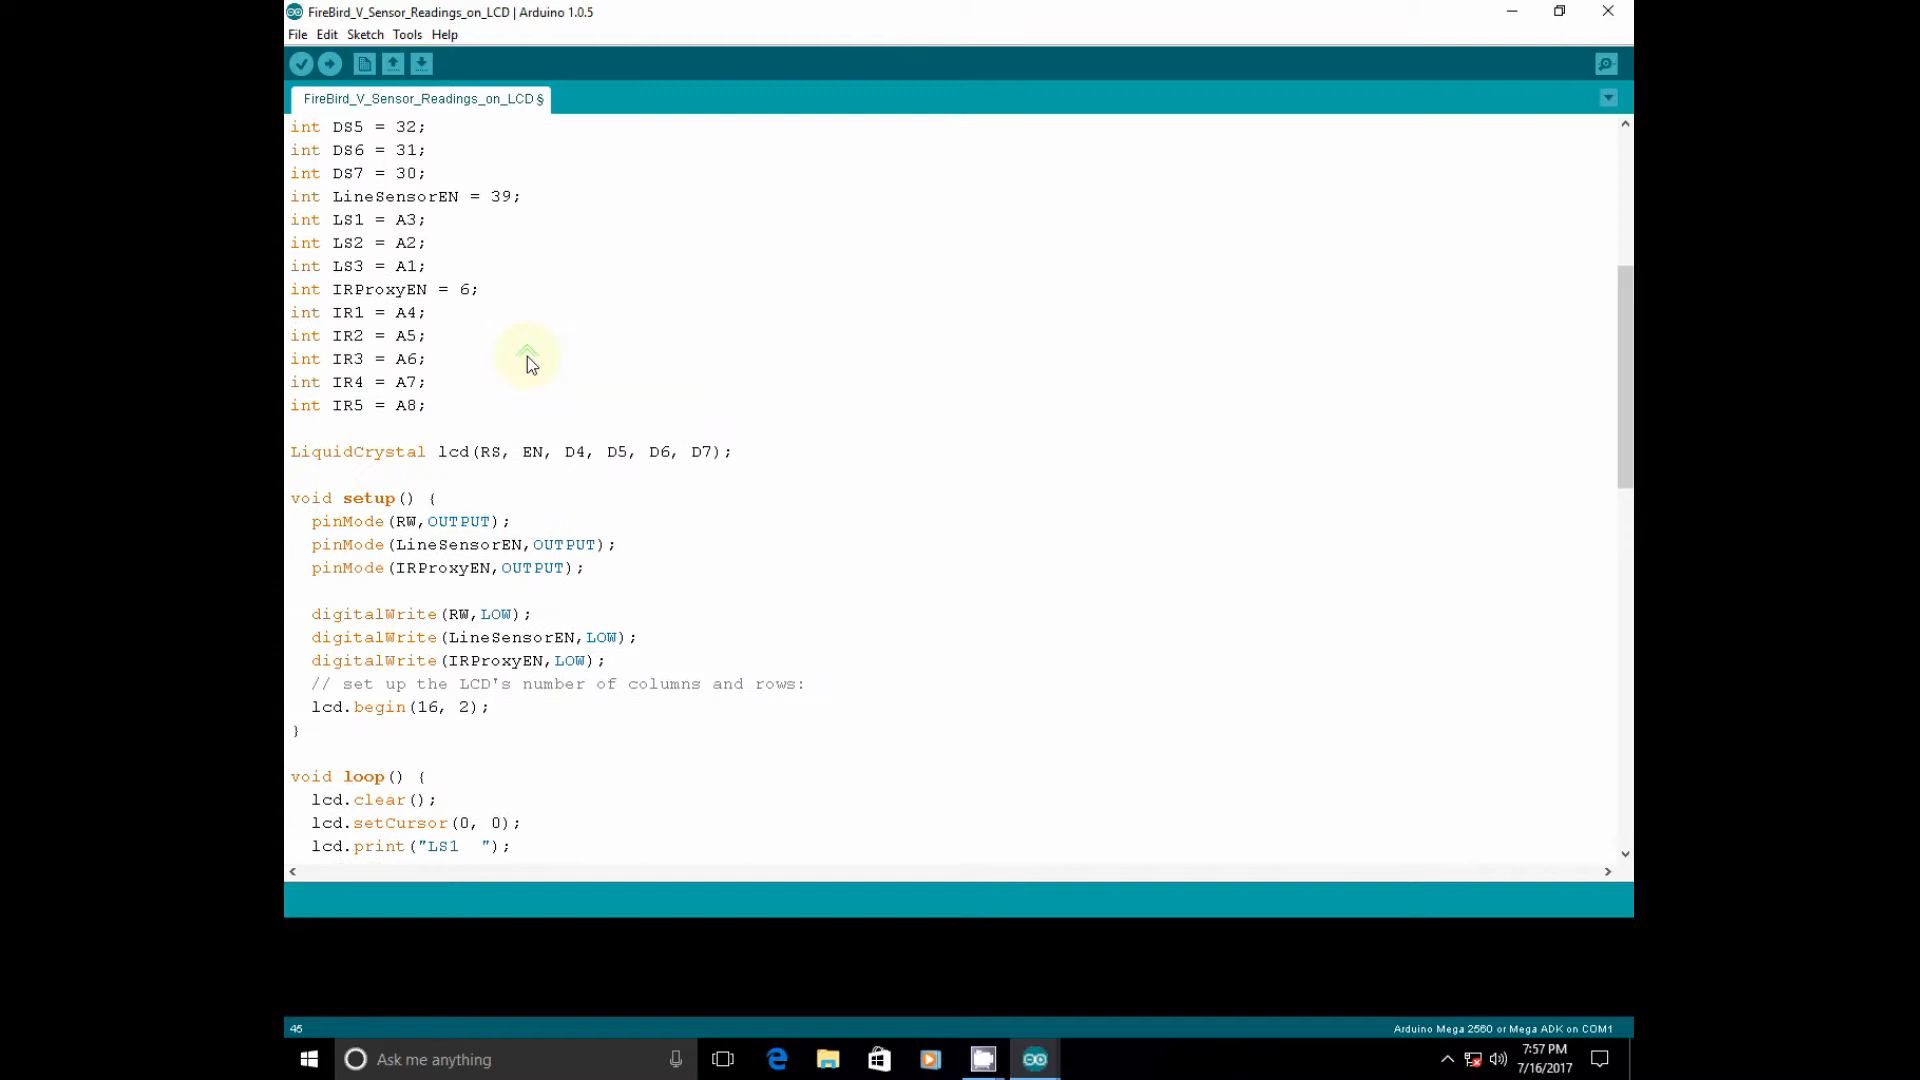 FireBird_V_Sensor_Readings_on_LCD | Arduino 1.0.5
File Edit Sketch Tools Help
FireBird_V_Sensor_Readings_on_LCD §
int DS5 = 32;
int DS6 = 31;
int DS7 = 30;
int LineSensorEN = 39;
int LS1 = A3;
int LS2 = A2;
int LS3 = A1;
int IRProxyEN = 6;
int IR1 = A4;
int IR2 = A5;
int IR3 = A6;
int IR4 = A7;
int IR5 = A8;
LiquidCrystal lcd(RS, EN, D4, D5, D6, D7);
void setup() {
pinMode(RW,OUTPUT);
pinMode(LineSensorEN,OUTPUT);
pinMode(IRProxyEN,OUTPUT);
digitalWrite(RW,LOW);
digitalWrite(LineSensorEN,LOW);
digitalWrite(IRProxyEN,LOW);
// set up the LCD's number of columns and rows:
lcd.begin(16, 2);
}
void loop() {
lcd.clear();
lcd.setCursor(0, 0);
lcd.print("LS1  ");
45
Arduino Mega 2560 or Mega ADK on COM1
Ask me anything
7:57 PM
7/16/2017